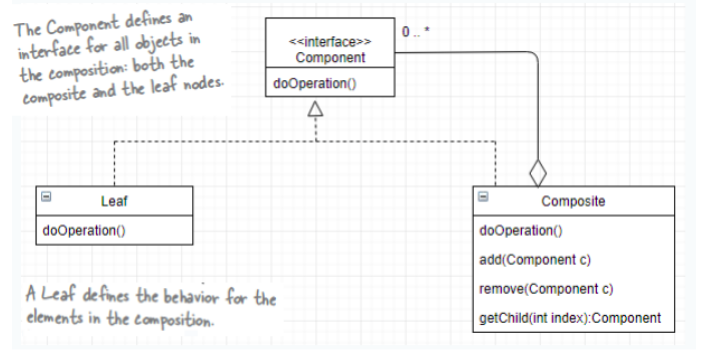 The Component defines an
interface for all objects in
the composition: both the
composite and the leaf nodes.
<<interface>>
Component
doOperation()
0 .. *
Leaf
doOperation()
Composite
doOperation()
add(Component c)
remove(Component c)
getChild(int index):Component
A Leaf defines the behavior for the
elements in the composition.